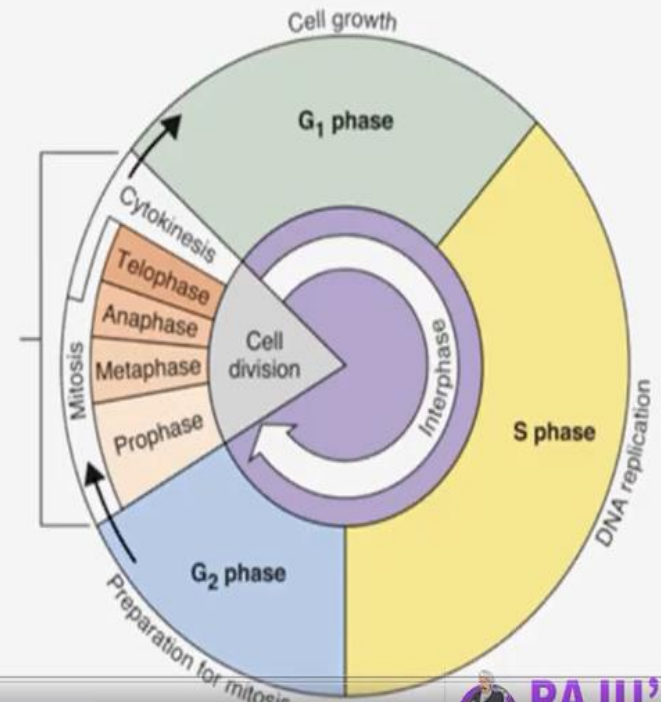 Cell growth
G1 phase
Cytokinesis
Telophase
Anaphase
Metaphase
Prophase
Mitosis
Cell
division
Interphase
S phase
DNA replication
G2 phase
Preparation for mitosis